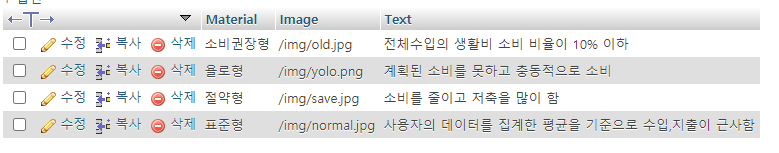 Material Image Text
수정 복사 삭제 소비권장형 /img/old.jpg 전체수입의 생활비 소비 비율이 10% 이하
수정 복사 삭제 욜로형 /img/yolo.png 계획된 소비를 못하고 충동적으로 소비
수정 복사 삭제 절약형 /img/save.jpg 소비를 줄이고 저축을 많이 함
수정 복사 삭제 표준형 /img/normal.jpg 사용자의 데이터를 집계한 평균을 기준으로 수입,지출이 근사함